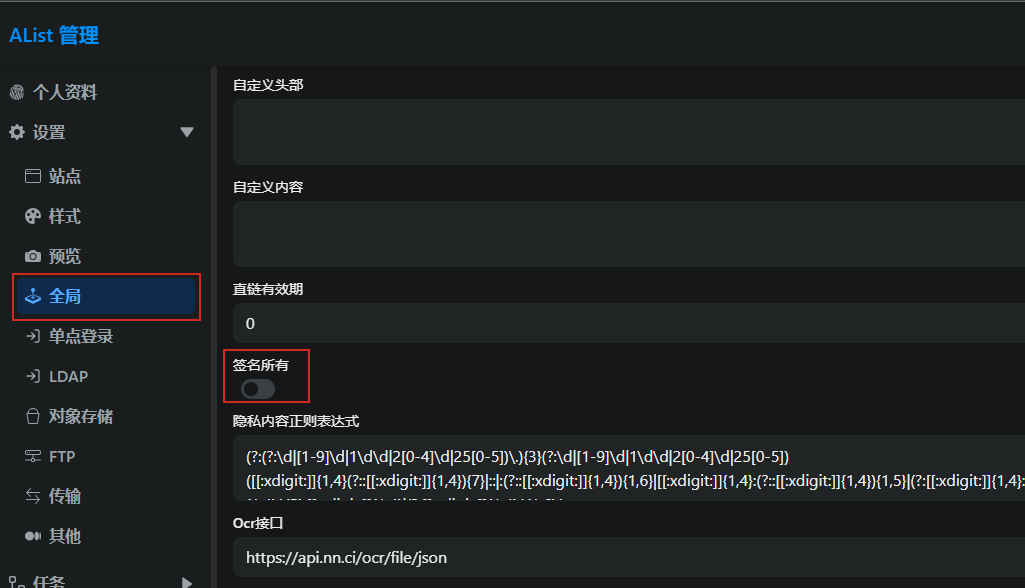 AList 管理
个人资料
设置
站点
样式
预览
全局
单点登录
LDAP
对象存储
FTP
传输
其他
任务
自定义头部
自定义内容
直链有效期
0
签名所有
隐私内容正则表达式
(?:(?:\d|[1-9]\d|1\d\d|2[0-4]\d|25[0-5])\.){3}(?:\d|[1-9]\d|1\d\d|2[0-4]\d|25[0-5])
([[:xdigit:]]{1,4}(?::[[:xdigit:]]{1,4}){7}|::|:(?::[[:xdigit:]]{1,4}){1,6}|[[:xdigit:]]{1,4}:(?::[[:xdigit:]]{1,4}){1,5}|(?:[[:xdigit:]]{1,4}:
Ocr接口
https://api.nn.ci/ocr/file/json